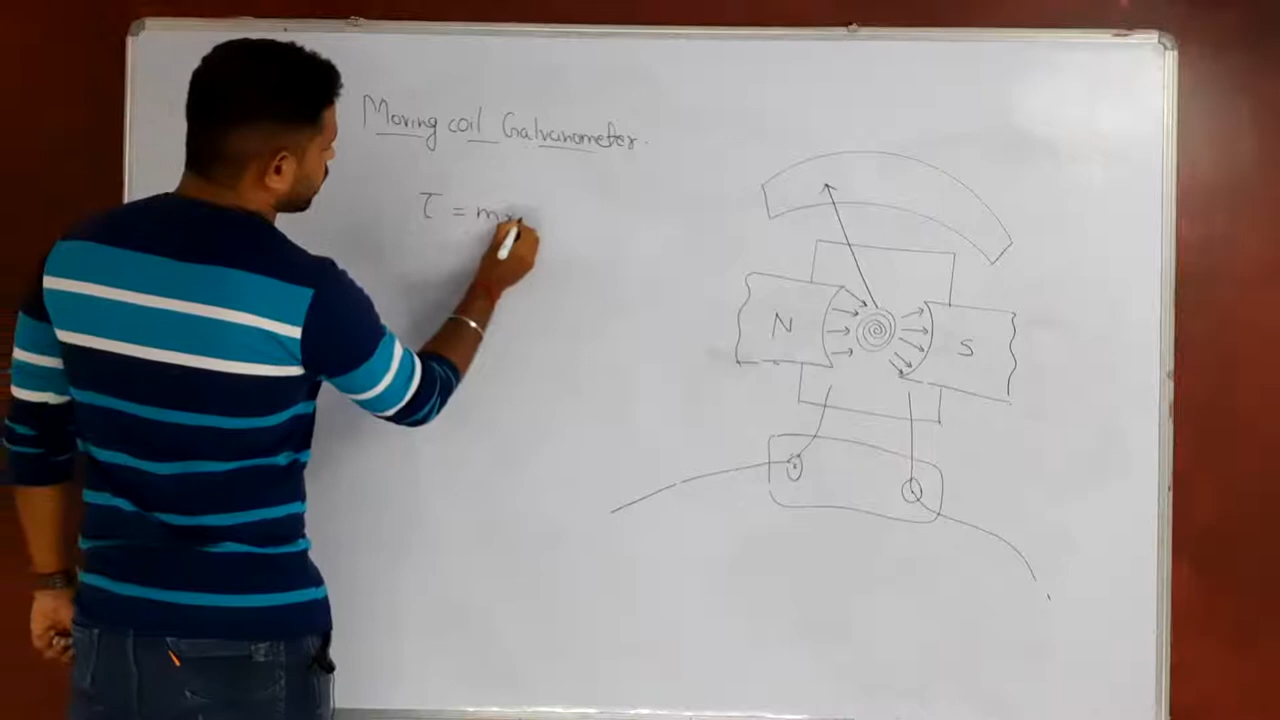 Moving coil Galvanometer.
τ = m ×
N
S